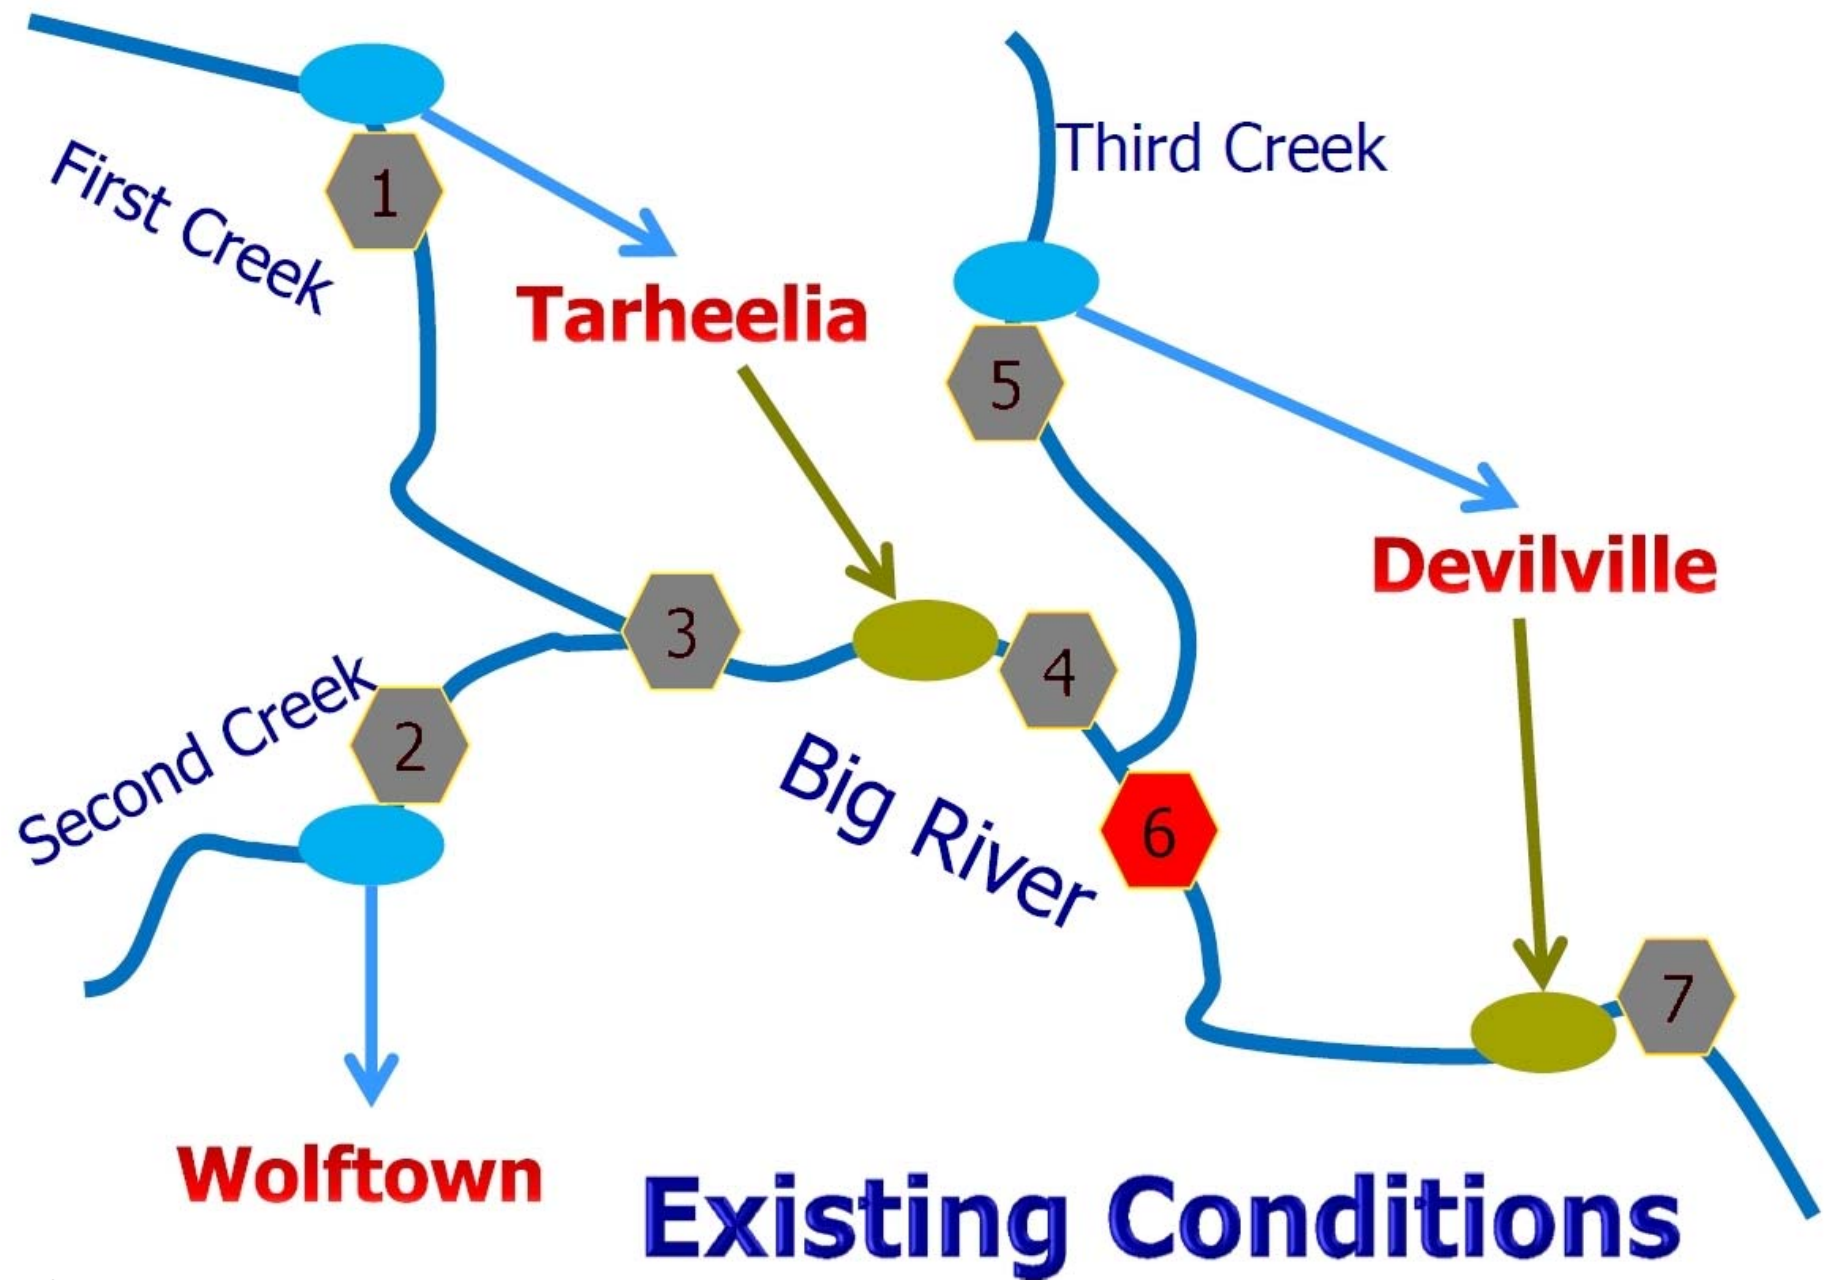 First Creek
1
Third Creek
Tarheelia
5
Devilville
3
4
Second Creek
2
Big River
6
7
Wolftown
Existing Conditions